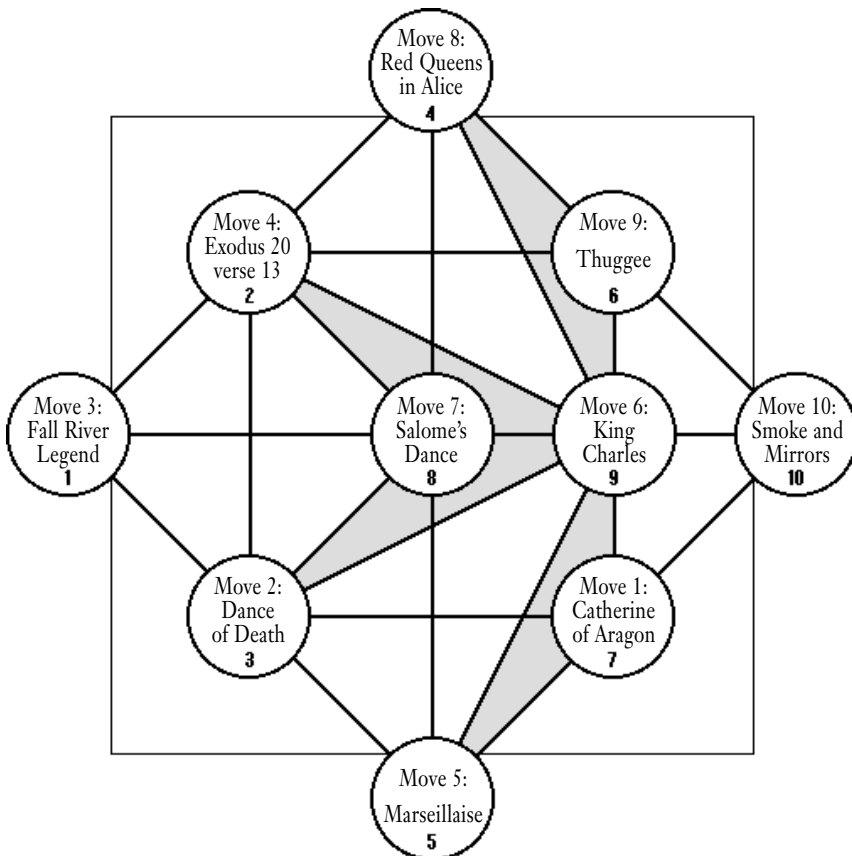 Move 8:
Red Queens
in Alice
4
Move 4:
Exodus 20
verse 13
2
Move 9:
Thuggee
6
Move 3:
Fall River
Legend
1
Move 7:
Salome's
Dance
8
Move 6:
King
Charles
9
Move 10:
Smoke and
Mirrors
10
Move 2:
Dance
of Death
3
Move 1:
Catherine
of Aragon
7
Move 5:
Marseillaise
5